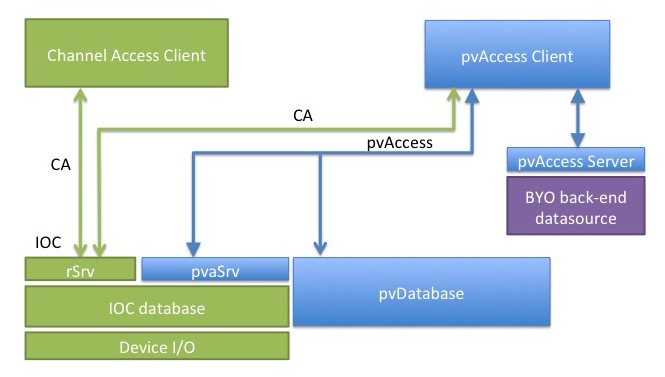 Channel Access Client
pvAccess Client
CA
pvAccess
CA
pvAccess Server
BYO back-end
datasource
IOC
rSrv
pvaSrv
pvDatabase
IOC database
Device I/O